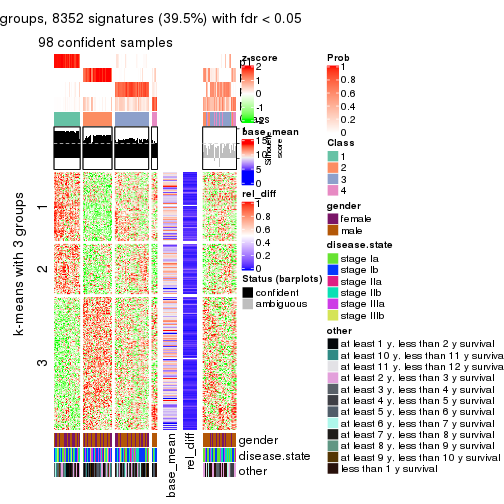 groups, 8352 signatures (39.5%) with fdr < 0.05
98 confident samples
k-means with 3 groups
1
2
3
z-score
2
1
0
-1
-2
Silhouette
score
base_mean
15
10
5
0
rel_diff
1
0.8
0.6
0.4
0.2
0
Status (barplots)
confident
ambiguous
Prob
1
0.8
0.6
0.4
0.2
0
Class
1
2
3
4
gender
female
male
disease.state
stage Ia
stage Ib
stage IIa
stage IIb
stage IIIa
stage IIIb
other
at least 1 y. less than 2 y survival
at least 10 y. less than 11 y survival
at least 11 y. less than 12 y survival
at least 2 y. less than 3 y survival
at least 3 y. less than 4 y survival
at least 4 y. less than 5 y survival
at least 5 y. less than 6 y survival
at least 6 y. less than 7 y survival
at least 7 y. less than 8 y survival
at least 8 y. less than 9 y survival
at least 9 y. less than 10 y survival
less than 1 y survival
gender
disease.state
other
base_mean
rel_diff